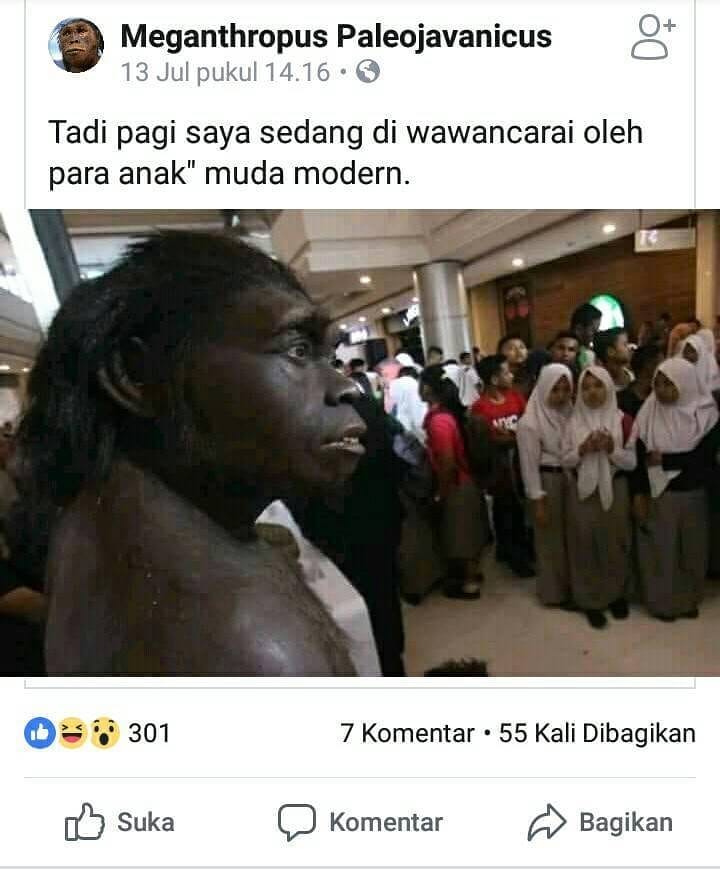 Meganthropus Paleojavanicus
13 Jul pukul 14.16 •
Tadi pagi saya sedang di wawancarai oleh
para anak" muda modern.
301
7 Komentar • 55 Kali Dibagikan
Suka
Komentar
Bagikan